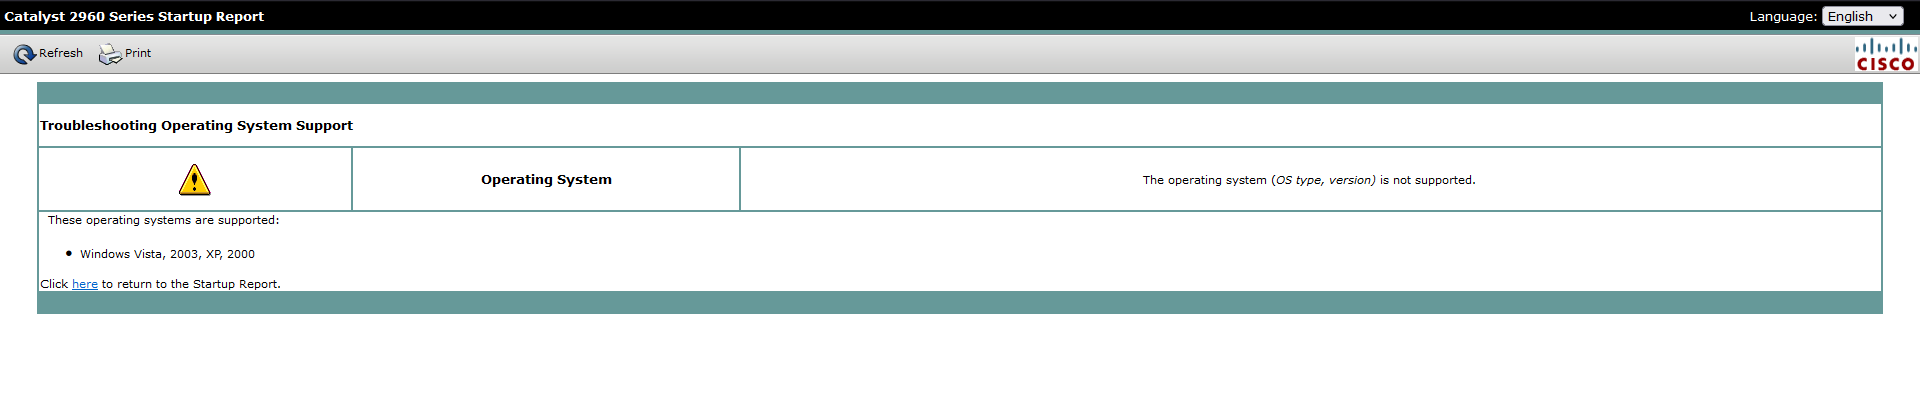 Catalyst 2960 Series Startup Report
Language: English
Refresh Print
CISCO
Troubleshooting Operating System Support
Operating System
The operating system (OS type, version) is not supported.
These operating systems are supported:
• Windows Vista, 2003, XP, 2000
Click here to return to the Startup Report.